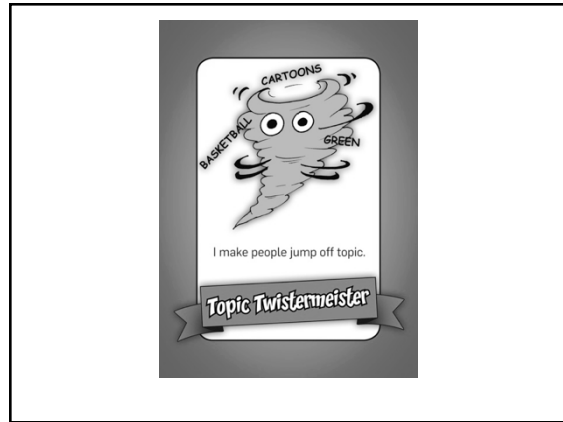 CARTOONS
BASKETBALL
GREEN
I make people jump off topic.
Topic Twistermeister